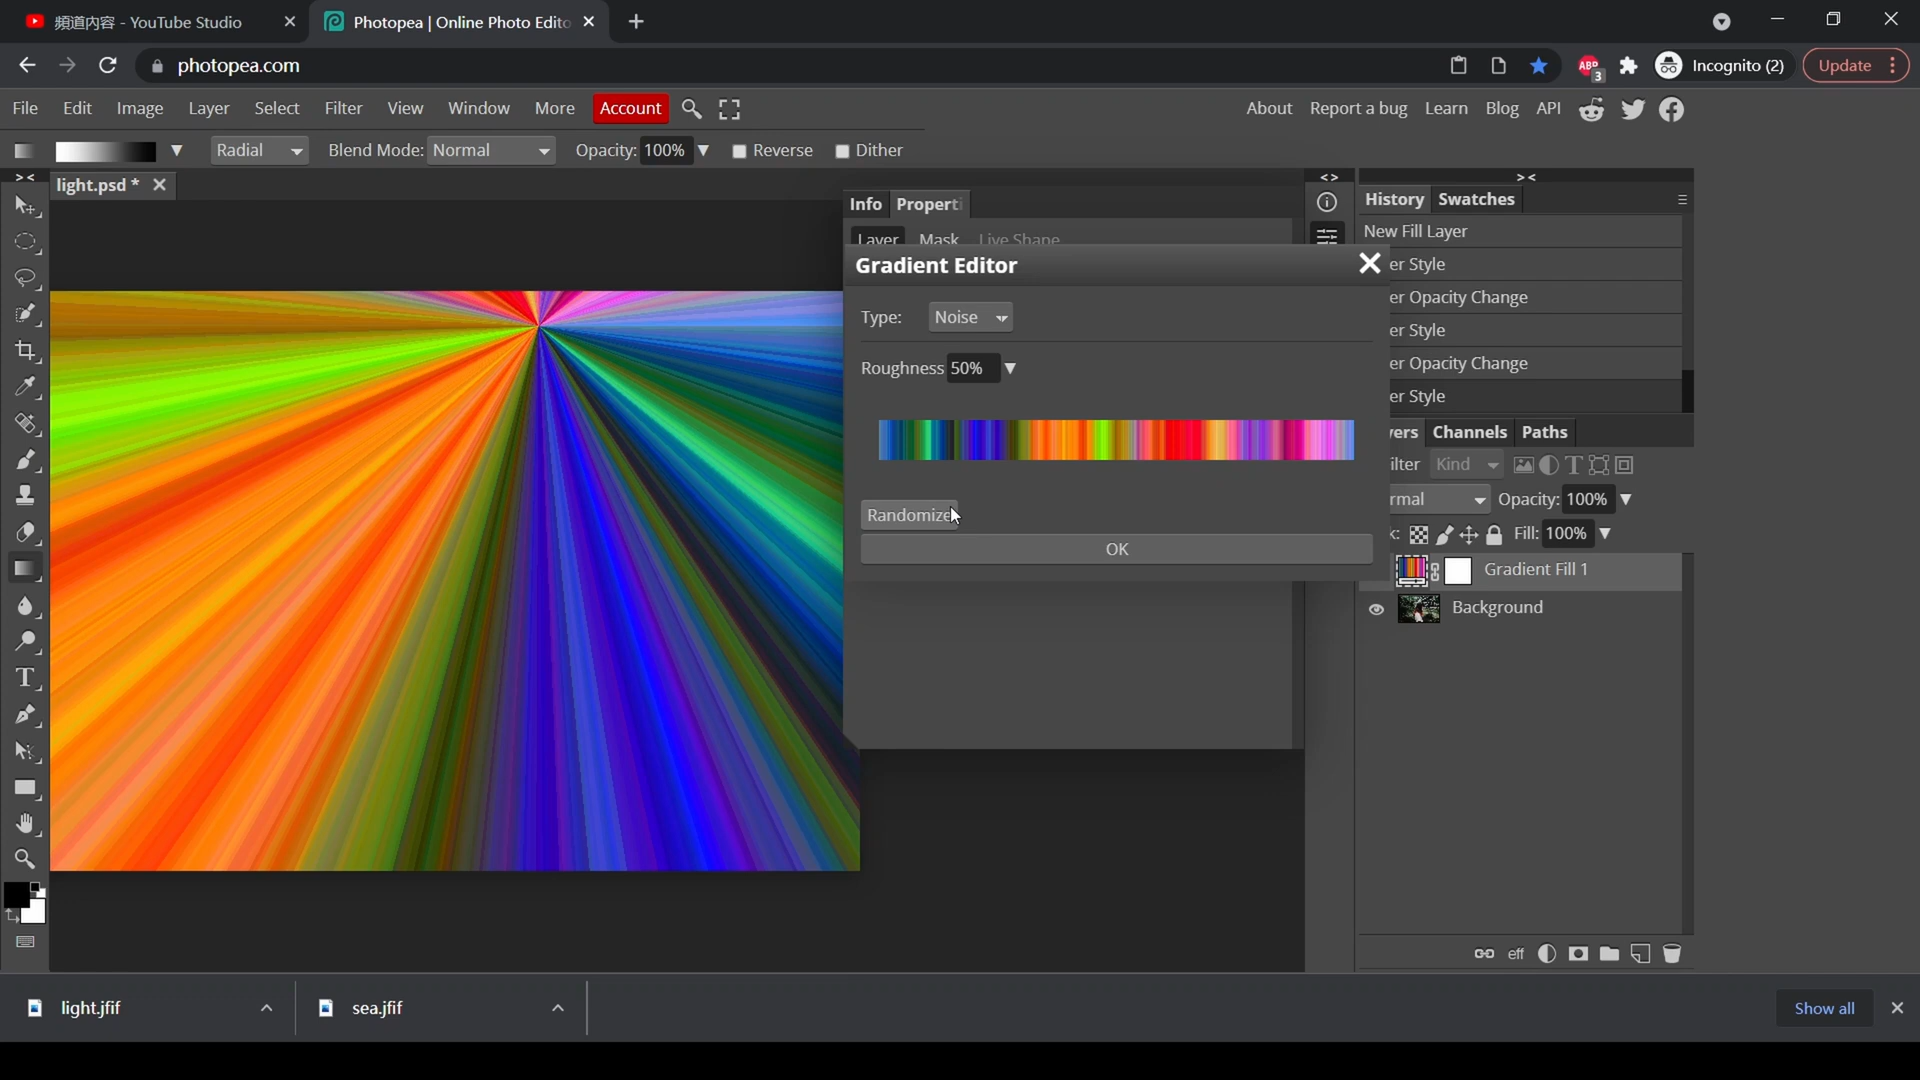 頻道內容 - YouTube Studio
Photopea | Online Photo Edito
photopea.com
ABP 3
Incognito (2)
Update
File Edit Image Layer Select Filter View Window More Account
About Report a bug Learn Blog API
Radial Blend Mode: Normal Opacity: 100% Reverse Dither
light.psd *
Info Properti
Layer Mask Live Shape
Gradient Editor
Type: Noise
Roughness 50%
Randomize
OK
History Swatches
New Fill Layer
er Style
er Opacity Change
er Style
er Opacity Change
er Style
yers Channels Paths
ilter Kind
rmal Opacity: 100%
k: Fill: 100%
Gradient Fill 1
Background
eff
light.jfif
sea.jfif
Show all